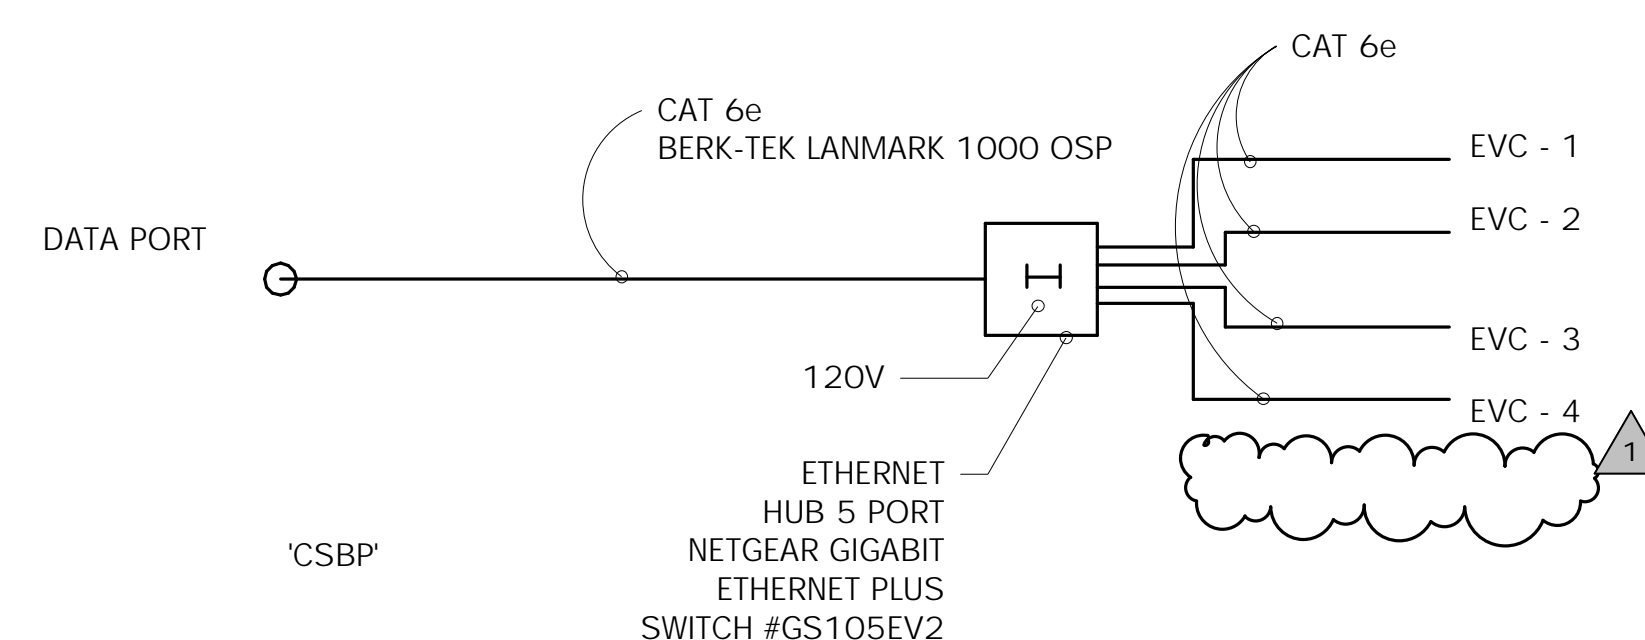 CAT 6e
CAT 6e
BERK-TEK LANMARK 1000 OSP
EVC - 1
EVC - 2
DATA PORT
EVC - 3
120V
EVC - 4
1
ETHERNET
HUB 5 PORT
NETGEAR GIGABIT
ETHERNET PLUS
SWITCH #GS105EV2
'CSBP'